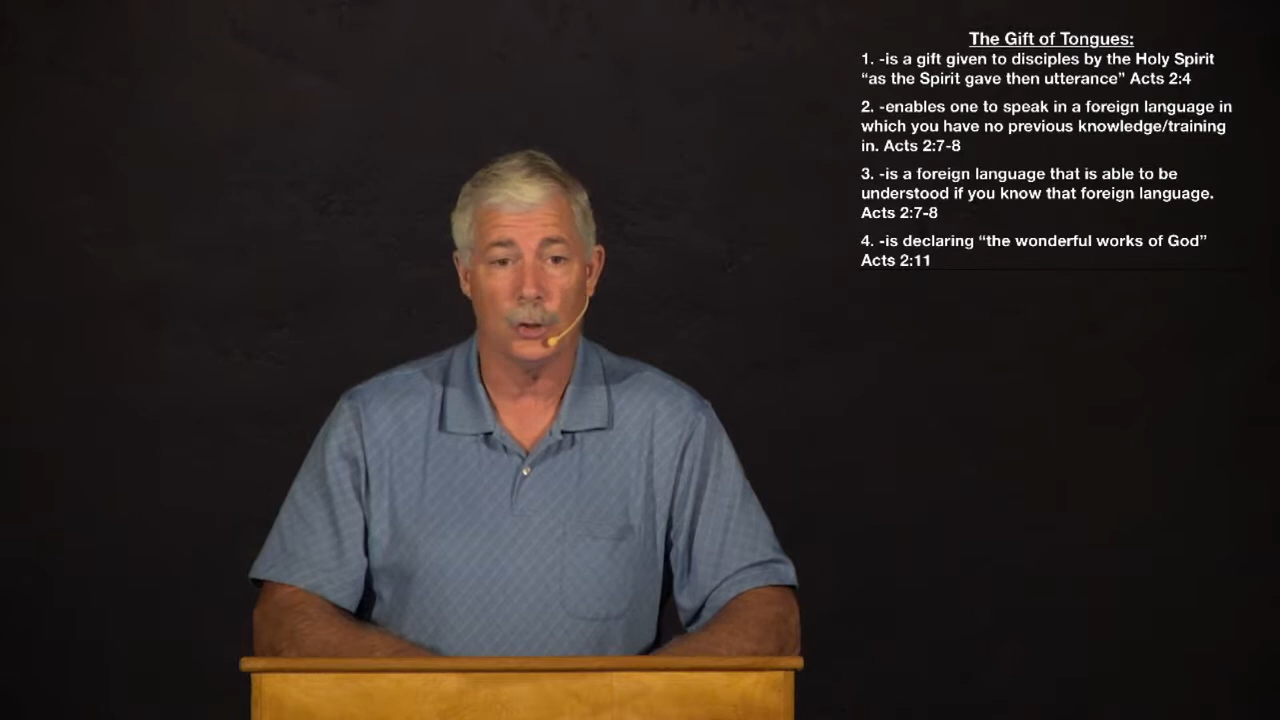 The Gift of Tongues:
1. -is a gift given to disciples by the Holy Spirit
“as the Spirit gave then utterance” Acts 2:4
2. -enables one to speak in a foreign language in
which you have no previous knowledge/training
in. Acts 2:7-8
3. -is a foreign language that is able to be
understood if you know that foreign language.
Acts 2:7-8
4. -is declaring “the wonderful works of God”
Acts 2:11